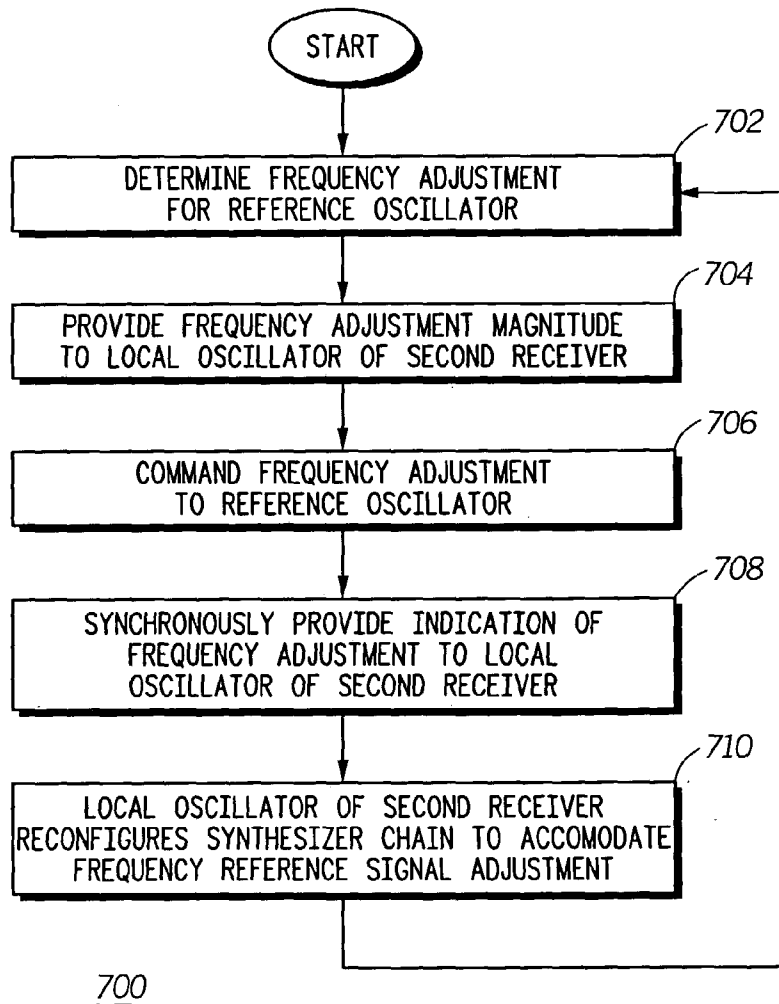 START
702
DETERMINE FREQUENCY ADJUSTMENT
FOR REFERENCE OSCILLATOR
704
PROVIDE FREQUENCY ADJUSTMENT MAGNITUDE
TO LOCAL OSCILLATOR OF SECOND RECEIVER
706
COMMAND FREQUENCY ADJUSTMENT
TO REFERENCE OSCILLATOR
708
SYNCHRONOUSLY PROVIDE INDICATION OF
FREQUENCY ADJUSTMENT TO LOCAL
OSCILLATOR OF SECOND RECEIVER
710
LOCAL OSCILLATOR OF SECOND RECEIVER
RECONFIGURES SYNTHESIZER CHAIN TO ACCOMODATE
FREQUENCY REFERENCE SIGNAL ADJUSTMENT
700